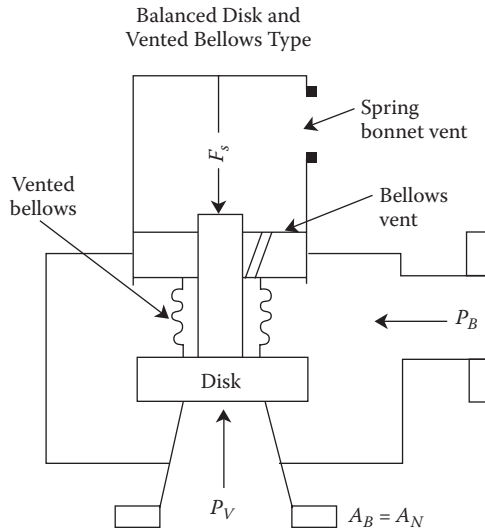 Balanced Disk and
Vented Bellows Type
Spring
bonnet vent
F_s
Vented
bellows
Bellows
vent
P_B
Disk
P_V
A_B = A_N